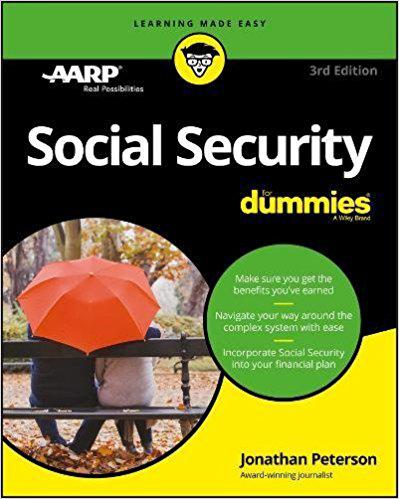 LEARNING MADE EASY
AARP®
Real Possibilities
3rd Edition
Social Security
for
dummies®
A Wiley Brand
Make sure you get the
benefits you've earned
Navigate your way around the
complex system with ease
Incorporate Social Security
into your financial plan
Jonathan Peterson
Award-winning journalist